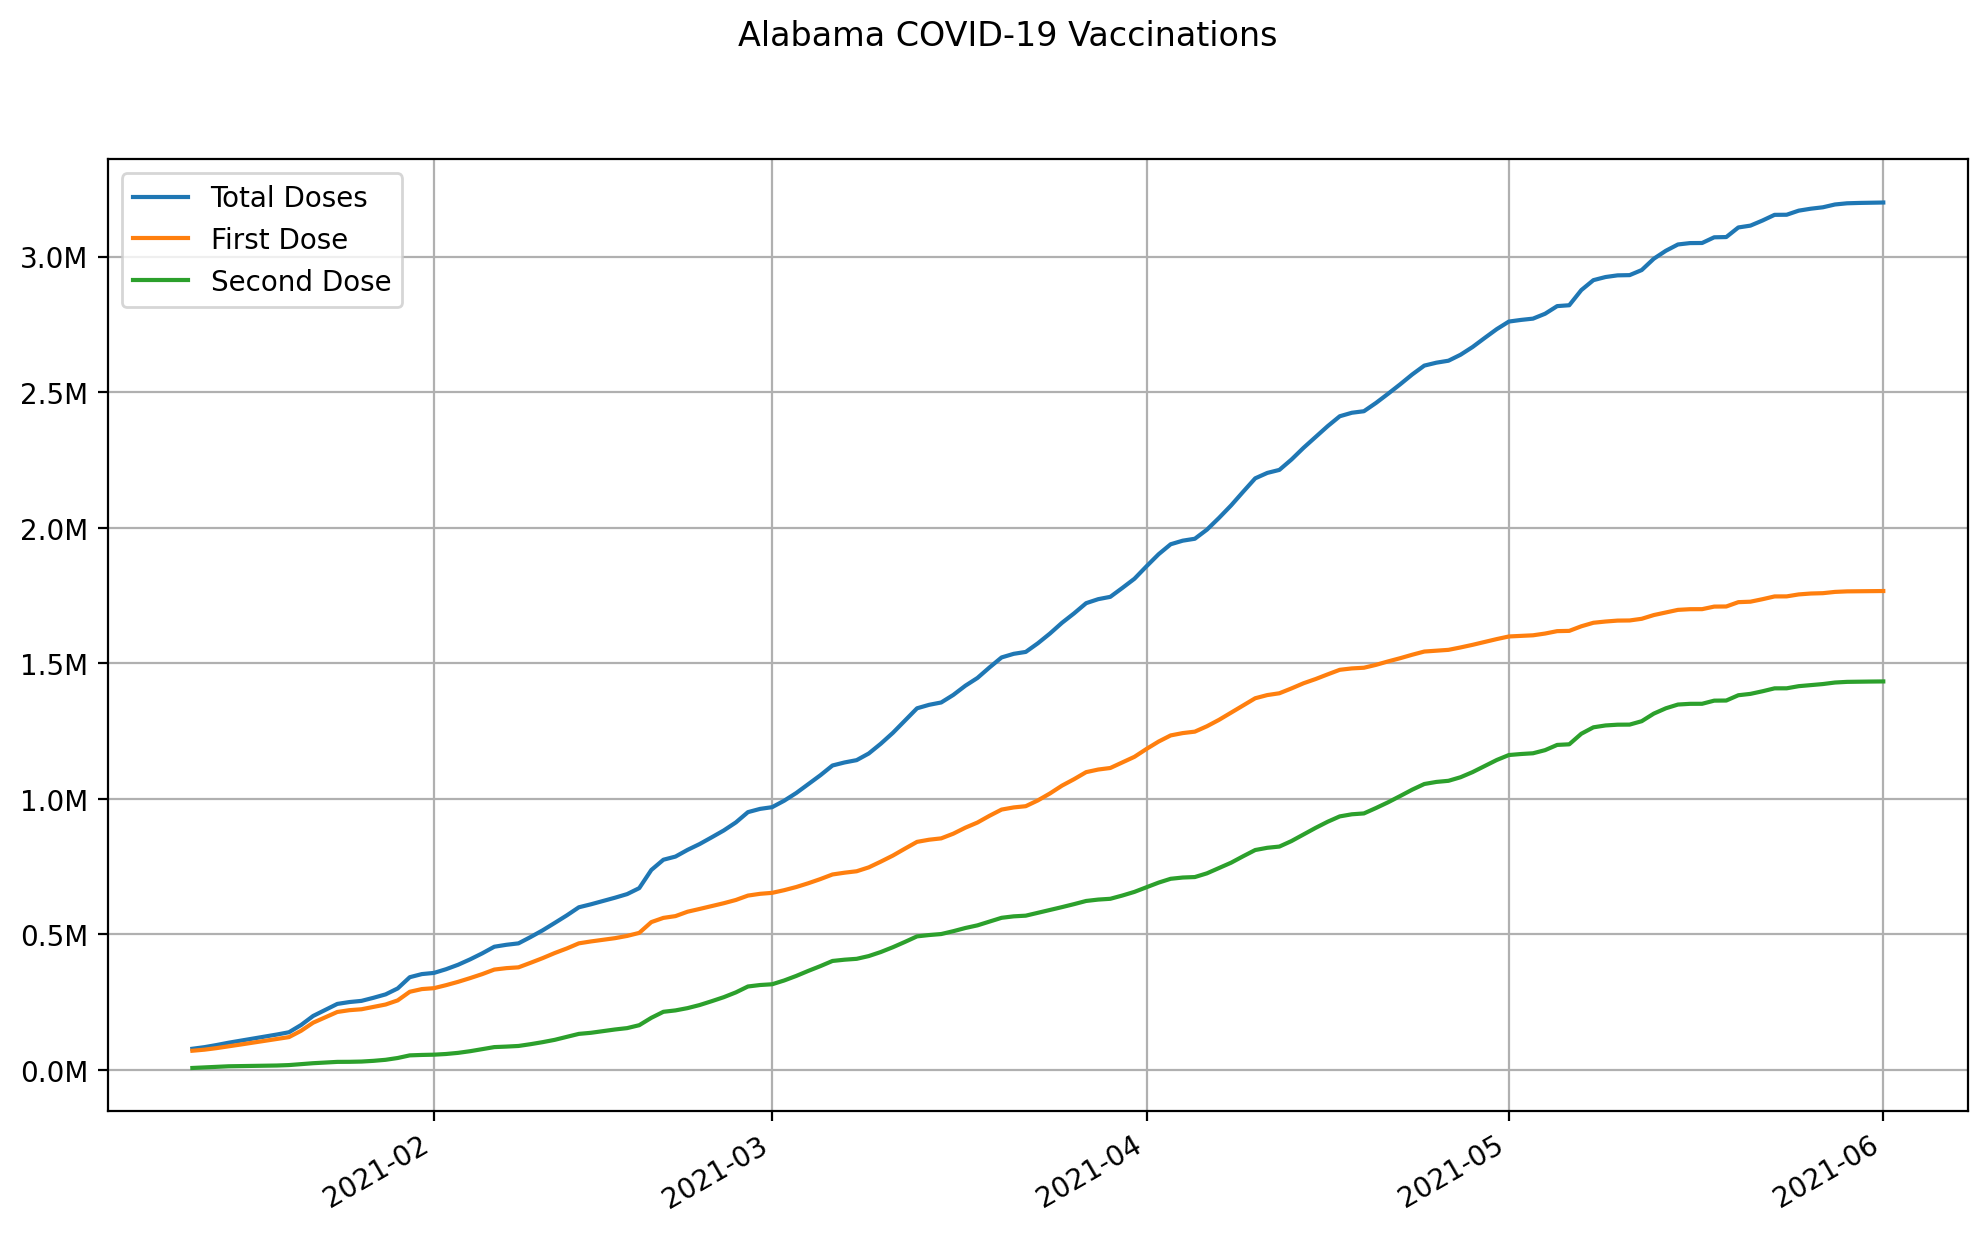 Alabama COVID-19 Vaccinations
Total Doses
First Dose
Second Dose
3.0M
2.5M
2.0M
1.5M
1.0M
0.5M
0.0M
2021-02
2021-03
2021-04
2021-05
2021-06